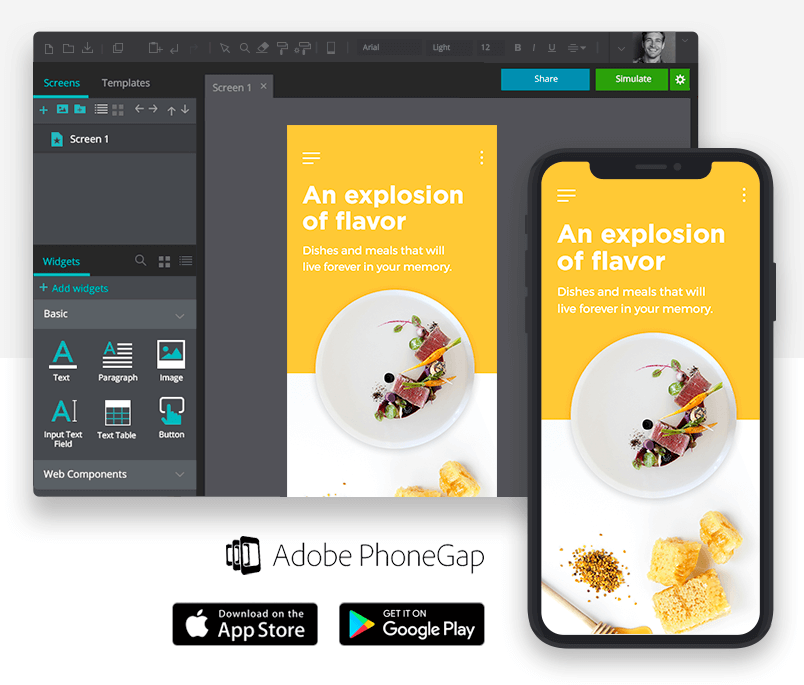 Arial
Light
12
B
I
U
Screens
Templates
Screen 1
Share
Simulate
Screen 1
Widgets
+ Add widgets
Basic
Text
Paragraph
Image
Input Text
Field
Text Table
Button
Web Components
An explosion
of flavor
Dishes and meals that will
live forever in your memory.
An explosion
of flavor
Dishes and meals that will
live forever in your memory.
Adobe PhoneGap
Download on the
App Store
GET IT ON
Google Play